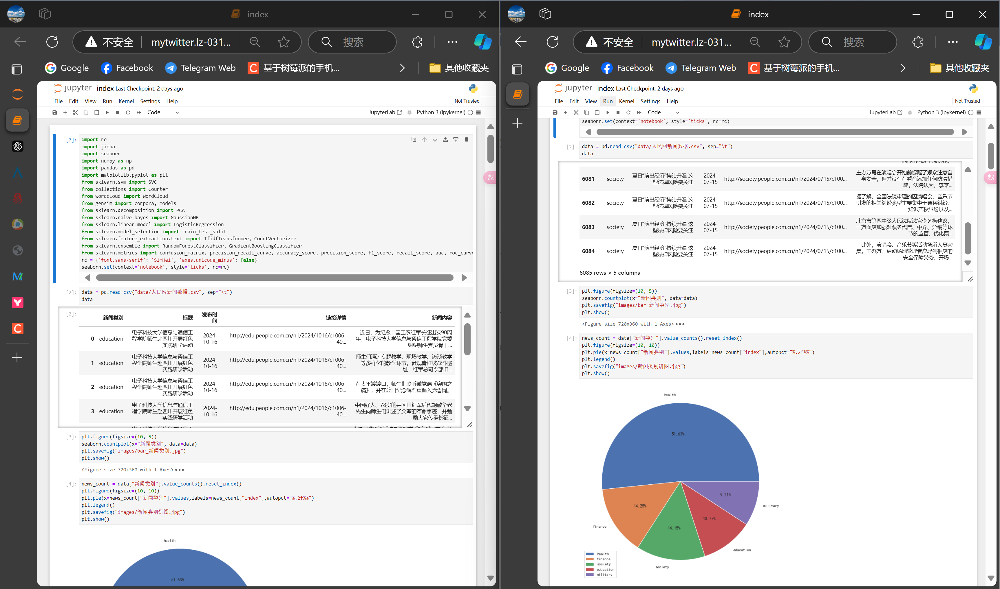 index
不安全
mytwitter.lz-031...
搜索
Google
Facebook
Telegram Web
基于树莓派的手机...
其他收藏夹
jupyter index Last Checkpoint: 2 days ago
File Edit View Run Kernel Settings Help
Not Trusted
Code
JupyterLab
Python 3 (ipykernel)
[7]:
import re
import jieba
import seaborn
import numpy as np
import pandas as pd
import matplotlib.pyplot as plt
from sklearn.svm import SVC
from collections import Counter
from wordcloud import WordCloud
from gensim import corpora, models
from sklearn.decomposition import PCA
from sklearn.naive_bayes import GaussianNB
from sklearn.linear_model import LogisticRegression
from sklearn.model_selection import train_test_split
from sklearn.feature_extraction.text import TfidfTransformer, CountVectorizer
from sklearn.ensemble import RandomForestClassifier, GradientBoostingClassifier
from sklearn.metrics import confusion_matrix, precision_recall_curve, accuracy_score, precision_score, f1_score, recall_score, auc, roc_curve
rc = {'font.sans-serif': 'SimHei', 'axes.unicode_minus': False}
seaborn.set(context='notebook', style='ticks', rc=rc)
[2]:
data = pd.read_csv("data/人民网新闻数据.csv", sep="\t")
data
[2]:
新闻类别 标题 发布时
间 链接详情 新闻内容
0 education
电子科技大学信息与通信工
程学院师生赴四川开展红色
实践研学活动
2024-
10-16
http://edu.people.com.cn/n1/2024/1016/c1006-
40...
近日，为纪念中国工农红军长征出发90周
年，电子科技大学信息与通信工程学院党委
组织师生党员骨干...
1 education
电子科技大学信息与通信工
程学院师生赴四川开展红色
实践研学活动
2024-
10-16
http://edu.people.com.cn/n1/2024/1016/c1006-
40...
师生们通过专题教学、现场教学、访谈教学
等多样化的教学环节，参观青杠坡战斗遗
址、红军总司令部旧...
2 education
电子科技大学信息与通信工
程学院师生赴四川开展红色
实践研学活动
2024-
10-16
http://edu.people.com.cn/n1/2024/1016/c1006-
40...
在太平渡渡口，师生们聆听微党课《突围之
痛》，并在渡口纪念碑前重温入党誓词。
3 education
电子科技大学信息与通信工
程学院师生赴四川开展红色
实践研学活动
2024-
10-16
http://edu.people.com.cn/n1/2024/1016/c1006-
40...
中国好人、78岁的井冈山红军后代胡敬华老
先生向师生们讲述了父辈的革命事迹，并勉
励大家传承长征...
[3]:
plt.figure(figsize=(10, 5))
seaborn.countplot(x="新闻类别", data=data)
plt.savefig("images/bar_新闻类别.jpg")
plt.show()
<Figure size 720x360 with 1 Axes>
[4]:
news_count = data["新闻类别"].value_counts().reset_index()
plt.figure(figsize=(10, 10))
plt.pie(x=news_count["新闻类别"].values,labels=news_count["index"],autopct="%.2f%%")
plt.legend()
plt.savefig("images/新闻类别饼图.jpg")
plt.show()
health
51.63%
index
不安全
mytwitter.lz-031...
搜索
Google
Facebook
Telegram Web
基于树莓派的手机...
其他收藏夹
jupyter index Last Checkpoint: 2 days ago
File Edit View Run Kernel Settings Help
Not Trusted
Code
JupyterLab
Python 3 (ipykernel)
seaborn.set(context='notebook', style='ticks', rc=rc)
[2]:
data = pd.read_csv("data/人民网新闻数据.csv", sep="\t")
data
6081 society
夏日“演出经济”持续升温 这
些法律风险要关注
2024-
07-15
http://society.people.com.cn/n1/2024/0715/c100...
主办方虽在演唱会开始前提醒了观众注意自
身安全，但并没有在看台添加任何防滑措
施。法院认为，李某...
6082 society
夏日“演出经济”持续升温 这
些法律风险要关注
2024-
07-15
http://society.people.com.cn/n1/2024/0715/c100...
据了解，全国法院审理的因演唱会、音乐节
引发的相关纠纷类型主要集中于票务纠纷、
知识产权纠纷以及...
6083 society
夏日“演出经济”持续升温 这
些法律风险要关注
2024-
07-15
http://society.people.com.cn/n1/2024/0715/c100...
北京市第四中级人民法院法官李冬梅建议，
一方面应加强对票务代售、中介、分销等环
节的监管，优化票...
6084 society
夏日“演出经济”持续升温 这
些法律风险要关注
2024-
07-15
http://society.people.com.cn/n1/2024/0715/c100...
此外，演唱会、音乐节等活动场所人员密
集，主办方、活动场地管理者应尽到相应的
安全保障义务，开场...
6085 rows × 5 columns
[3]:
plt.figure(figsize=(10, 5))
seaborn.countplot(x="新闻类别", data=data)
plt.savefig("images/bar_新闻类别.jpg")
plt.show()
<Figure size 720x360 with 1 Axes>
[4]:
news_count = data["新闻类别"].value_counts().reset_index()
plt.figure(figsize=(10, 10))
plt.pie(x=news_count["新闻类别"].values,labels=news_count["index"],autopct="%.2f%%")
plt.legend()
plt.savefig("images/新闻类别饼图.jpg")
plt.show()
health
51.63%
9.21%
military
14.25%
10.77%
finance
14.15%
education
society
health
finance
society
education
military